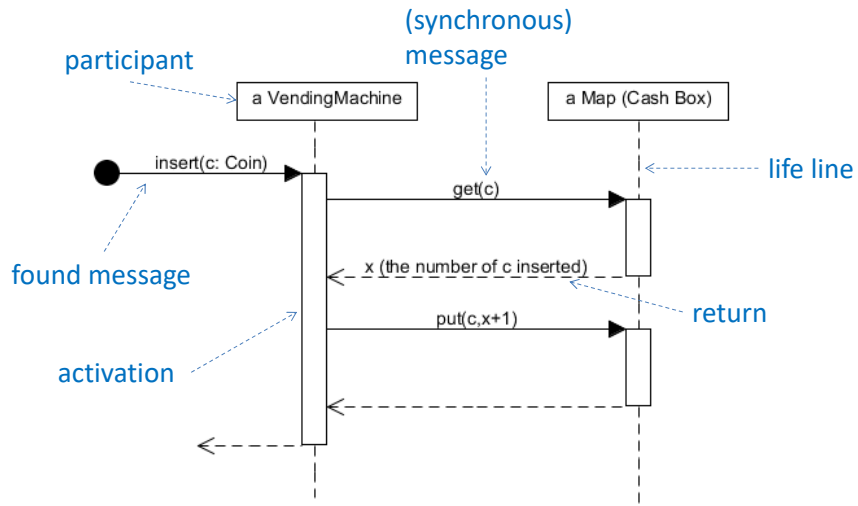 (synchronous)
message
participant
a VendingMachine
a Map (Cash Box)
insert(c: Coin)
life line
get(c)
found message
x (the number of c inserted)
return
put(c,x+1)
activation